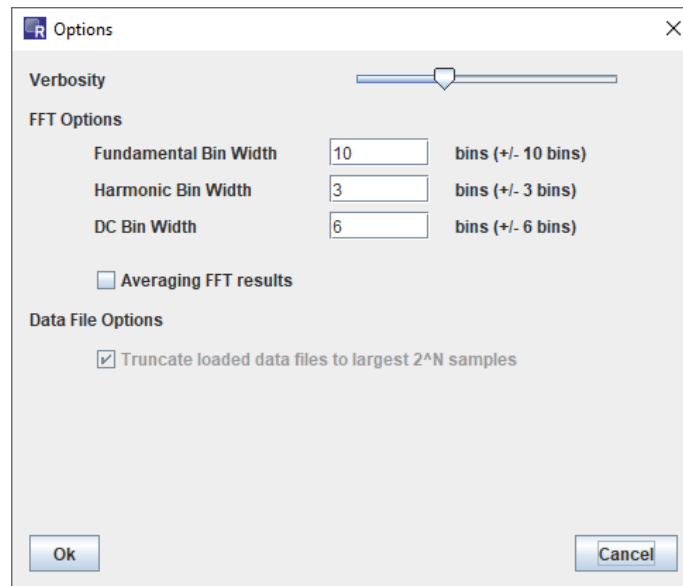 R Options
Verbosity
FFT Options
Fundamental Bin Width 10 bins (+/- 10 bins)
Harmonic Bin Width 3 bins (+/- 3 bins)
DC Bin Width 6 bins (+/- 6 bins)
Averaging FFT results
Data File Options
Truncate loaded data files to largest 2^N samples
Ok Cancel